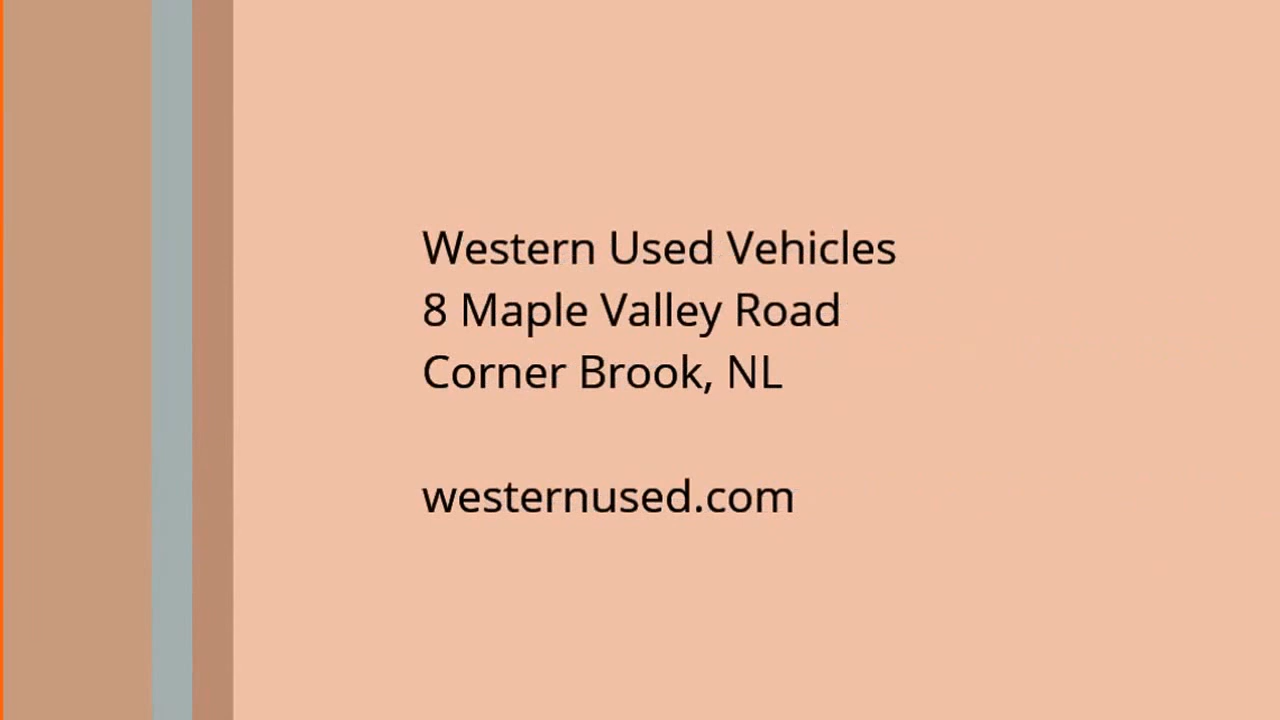 Western Used Vehicles
8 Maple Valley Road
Corner Brook, NL
westernused.com